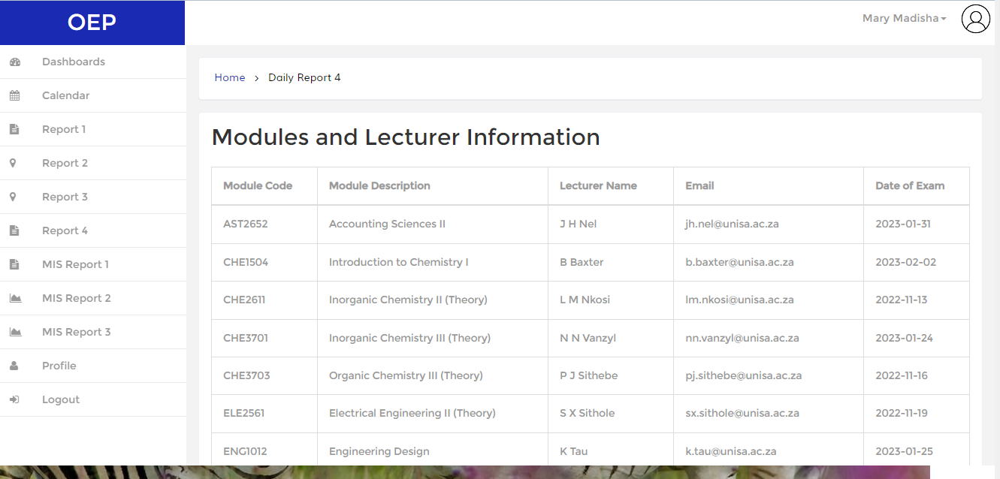 OEP
Mary Madisha
Dashboards
Calendar
Report 1
Report 2
Report 3
Report 4
MIS Report 1
MIS Report 2
MIS Report 3
Profile
Logout
Home > Daily Report 4
Modules and Lecturer Information
Module Code Module Description Lecturer Name Email Date of Exam
AST2652 Accounting Sciences II J H Nel jh.nel@unisa.ac.za 2023-01-31
CHE1504 Introduction to Chemistry I B Baxter b.baxter@unisa.ac.za 2023-02-02
CHE2611 Inorganic Chemistry II (Theory) L M Nkosi lm.nkosi@unisa.ac.za 2022-11-13
CHE3701 Inorganic Chemistry III (Theory) N N Vanzyl nn.vanzyl@unisa.ac.za 2023-01-24
CHE3703 Organic Chemistry III (Theory) P J Sithebe pj.sithebe@unisa.ac.za 2022-11-16
ELE2561 Electrical Engineering II (Theory) S X Sithole sx.sithole@unisa.ac.za 2022-11-19
ENG1012 Engineering Design K Tau k.tau@unisa.ac.za 2023-01-25